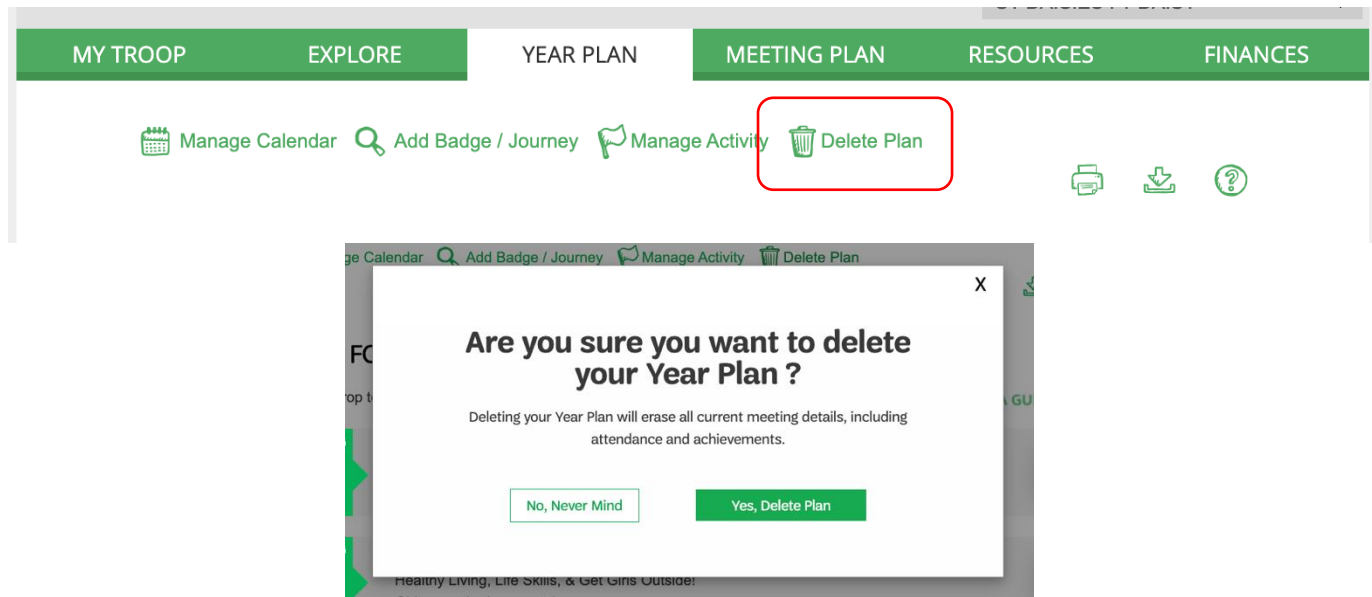 MY TROOP EXPLORE YEAR PLAN MEETING PLAN RESOURCES FINANCES
Manage Calendar Add Badge / Journey Manage Activity Delete Plan
ge Calendar Add Badge / Journey Manage Activity Delete Plan
X
Are you sure you want to delete
your Year Plan ?
FO
rop t
GU
Deleting your Year Plan will erase all current meeting details, including
attendance and achievements.
No, Never Mind Yes, Delete Plan
Healthy Living, Life Skills, & Get Girls Outside!